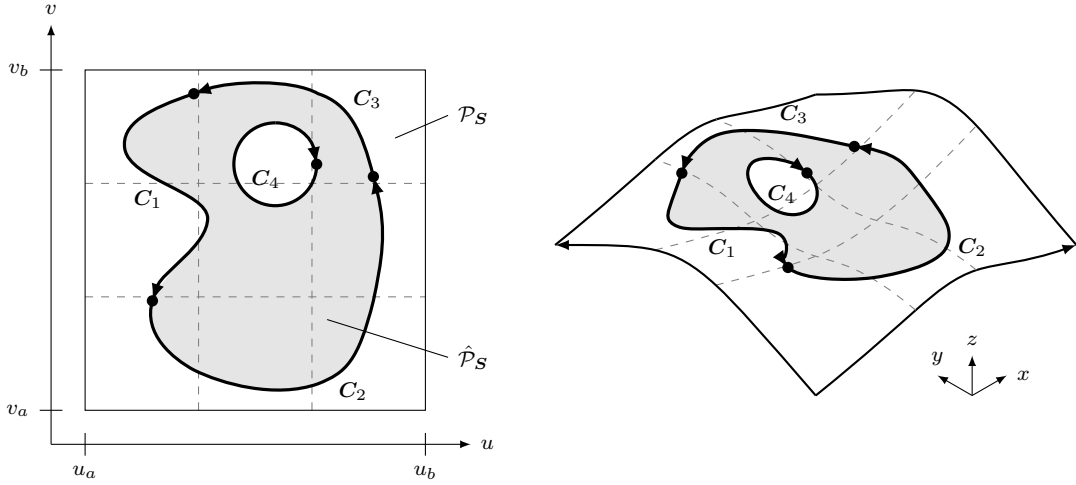 v
v_b
C_3
𝒫_S
C_4
C_1
𝒫̂_S
C_2
v_a
u
u_a
u_b
C_3
C_4
C_1
C_2
z
y
x